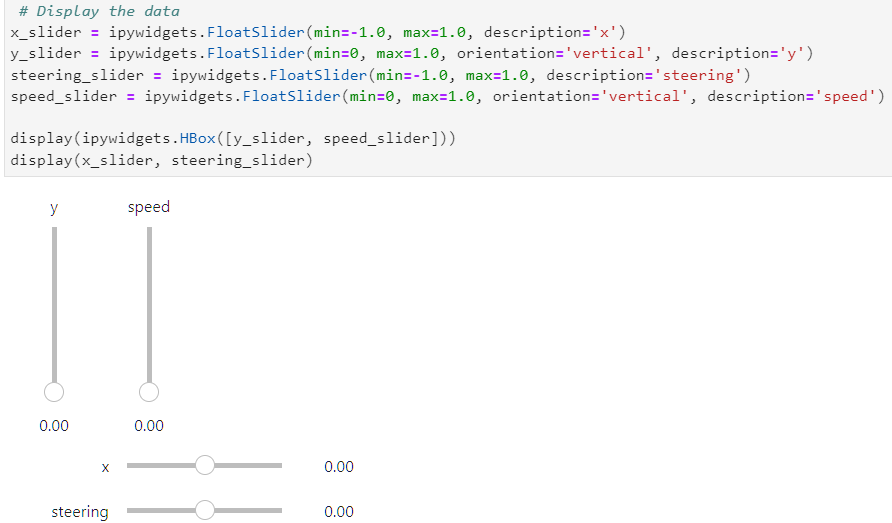 # Display the data
x_slider = ipywidgets.FloatSlider(min=-1.0, max=1.0, description='x')
y_slider = ipywidgets.FloatSlider(min=0, max=1.0, orientation='vertical', description='y')
steering_slider = ipywidgets.FloatSlider(min=-1.0, max=1.0, description='steering')
speed_slider = ipywidgets.FloatSlider(min=0, max=1.0, orientation='vertical', description='speed')
display(ipywidgets.HBox([y_slider, speed_slider]))
display(x_slider, steering_slider)
y speed
0.00 0.00
x 0.00
steering 0.00